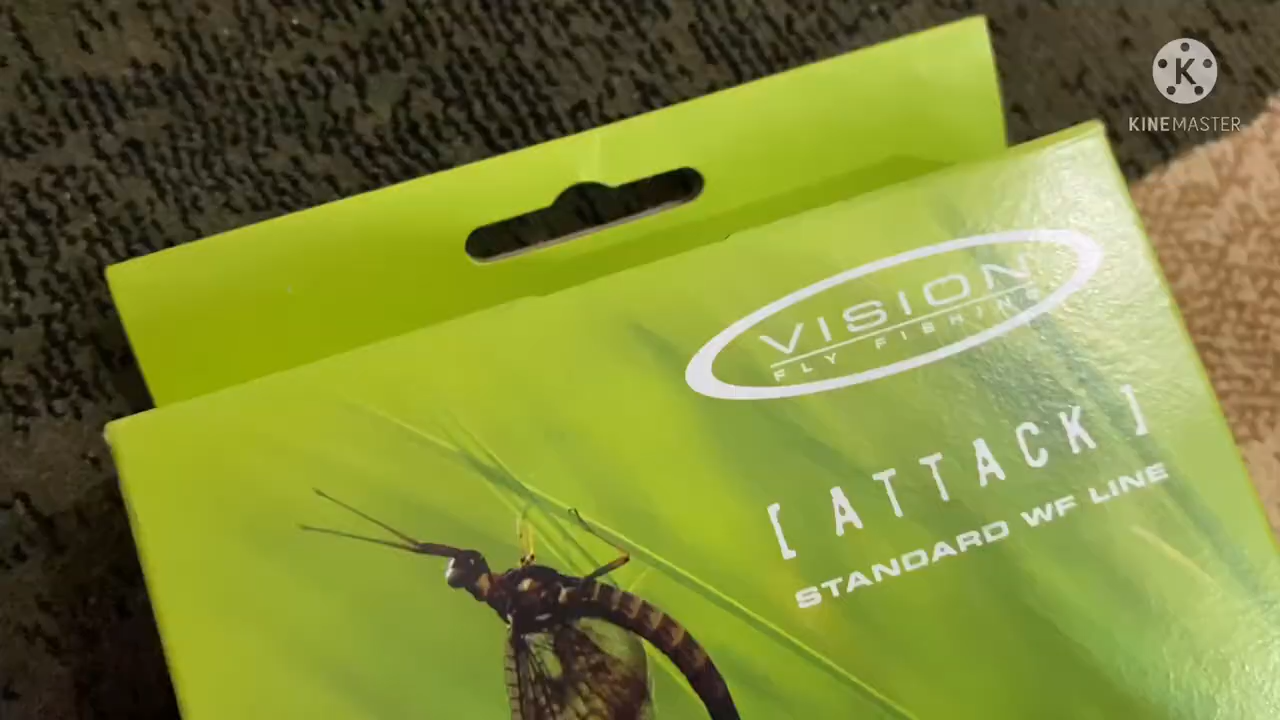 K
KINEMASTER
VISION
FLY FISHING
[ATTACK]
STANDARD WF LINE